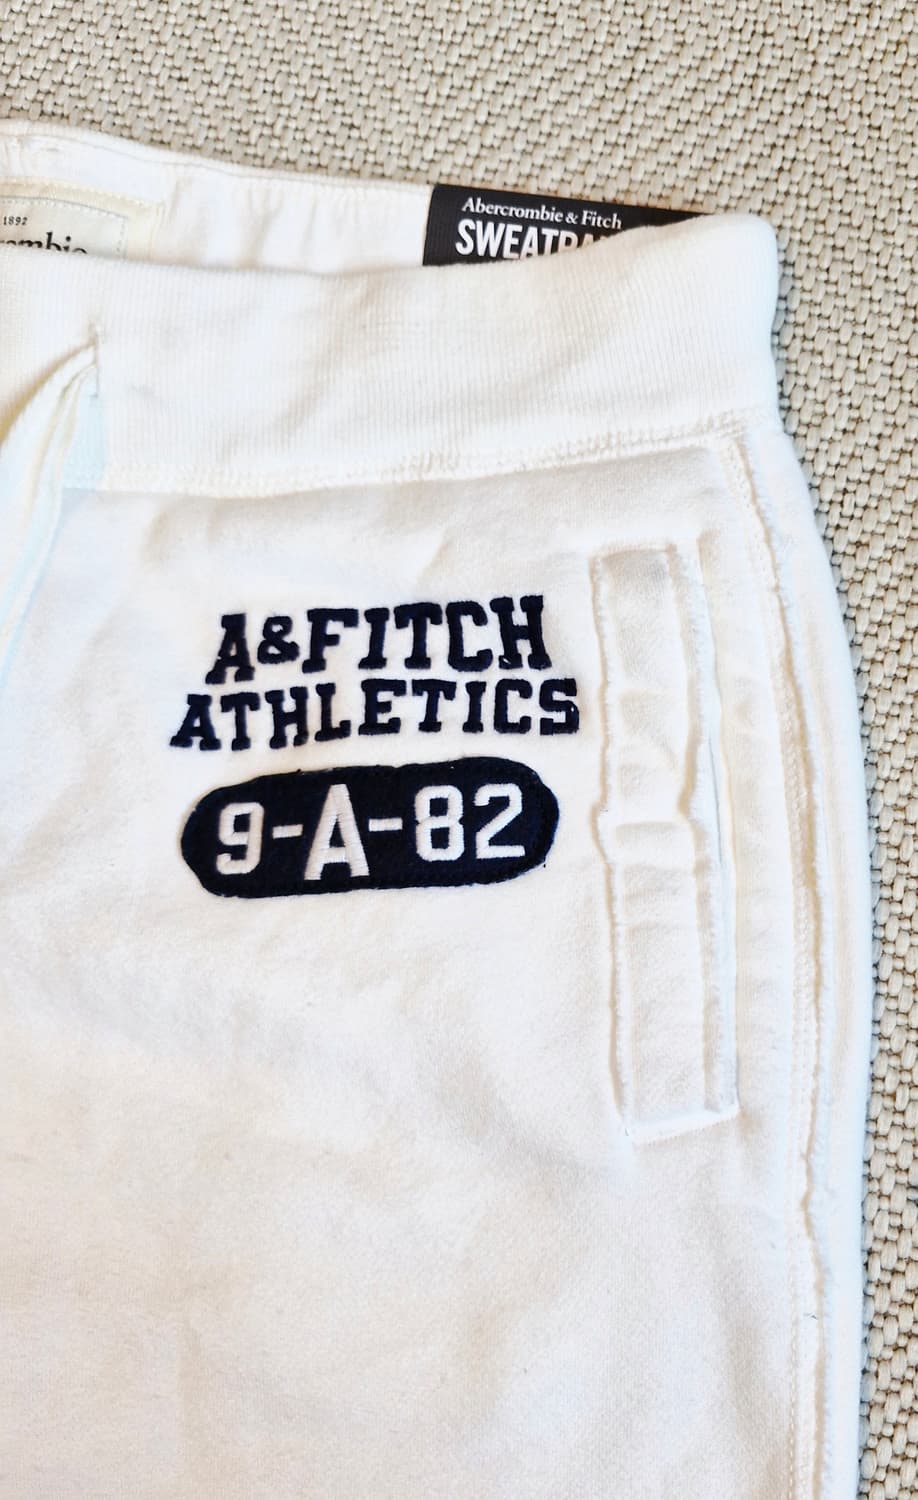 1892
Abercrombie & Fitch
A&FITCH
ATHLETICS
9-A-82